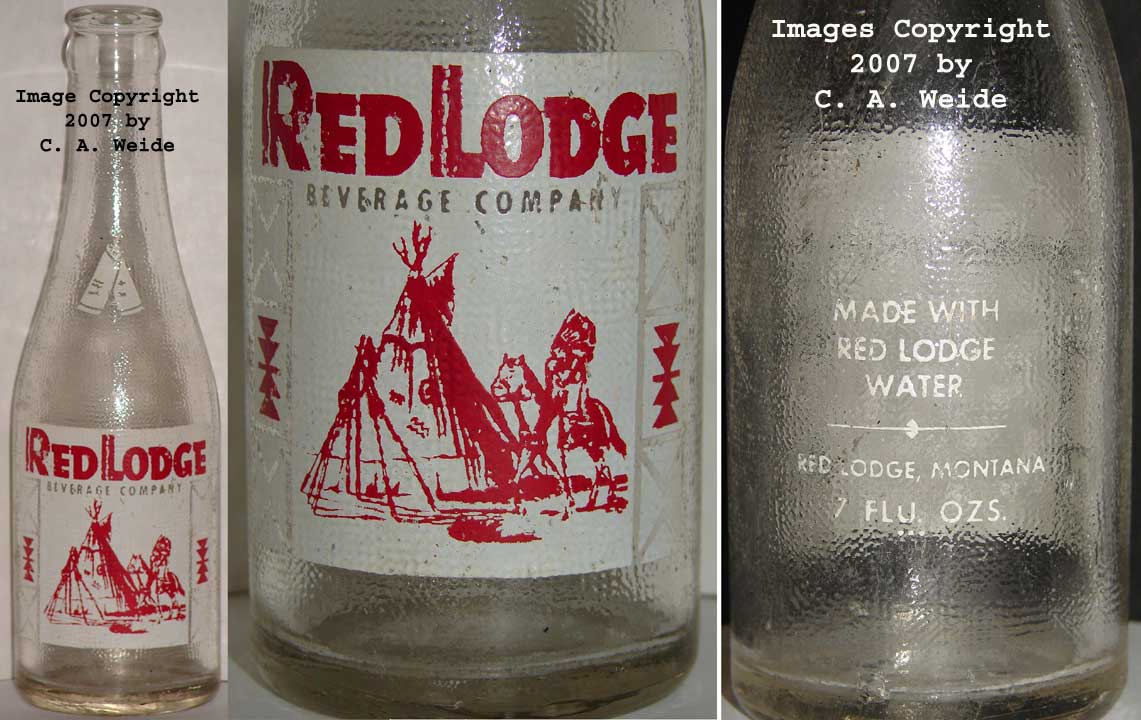 Image Copyright
2007 by
C. A. Weide
RED LODGE
BEVERAGE COMPANY
RED LODGE
BEVERAGE COMPANY
Images Copyright
2007 by
C. A. Weide
MADE WITH
RED LODGE
WATER
RED LODGE, MONTANA
7 FLU. OZS.